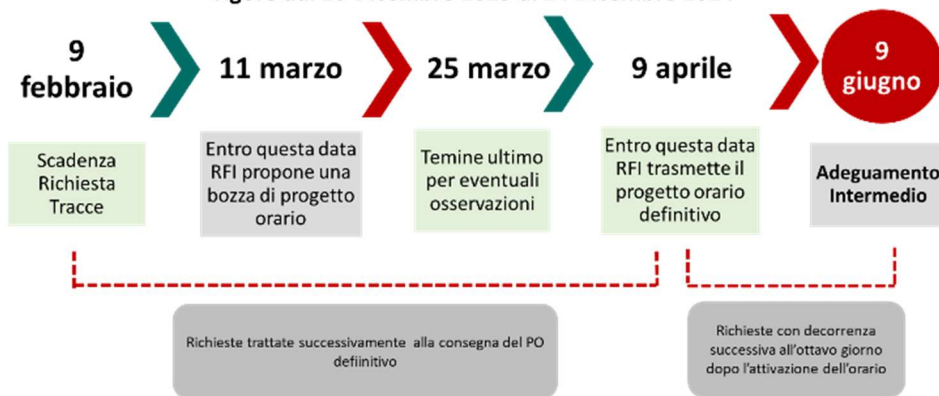 9
febbraio
11 marzo
25 marzo
9 aprile
9
giugno
Scadenza
Richiesta
Tracce
Entro questa data
RFI propone una
bozza di progetto
orario
Temine ultimo
per eventuali
osservazioni
Entro questa data
RFI trasmette il
progetto orario
definitivo
Adeguamento
Intermedio
Richieste trattate successivamente alla consegna del PO
defiinitivo
Richieste con decorrenza
successiva all'ottavo giorno
dopo l'attivazione dell'orario